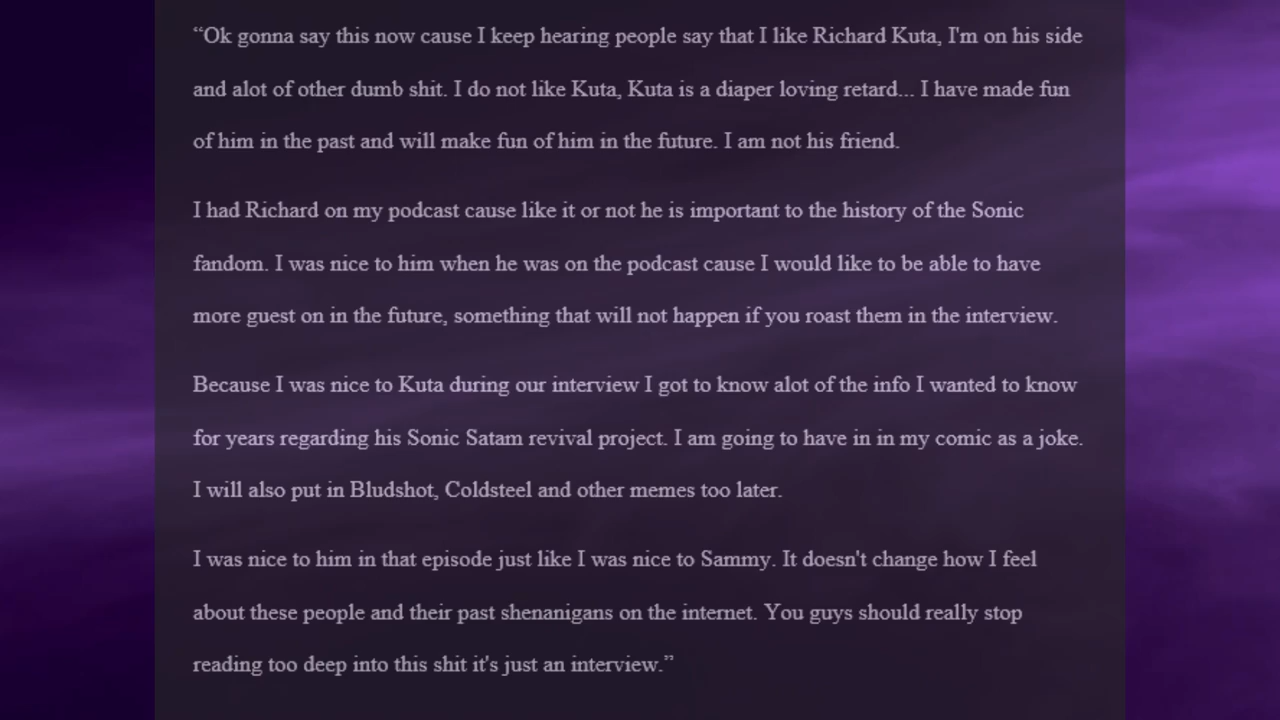 “Ok gonna say this now cause I keep hearing people say that I like Richard Kuta, I'm on his side
and alot of other dumb shit. I do not like Kuta, Kuta is a diaper loving retard... I have made fun
of him in the past and will make fun of him in the future. I am not his friend.
I had Richard on my podcast cause like it or not he is important to the history of the Sonic
fandom. I was nice to him when he was on the podcast cause I would like to be able to have
more guest on in the future, something that will not happen if you roast them in the interview.
Because I was nice to Kuta during our interview I got to know alot of the info I wanted to know
for years regarding his Sonic Satam revival project. I am going to have in in my comic as a joke.
I will also put in Bludshot, Coldsteel and other memes too later.
I was nice to him in that episode just like I was nice to Sammy. It doesn't change how I feel
about these people and their past shenanigans on the internet. You guys should really stop
reading too deep into this shit it's just an interview.”